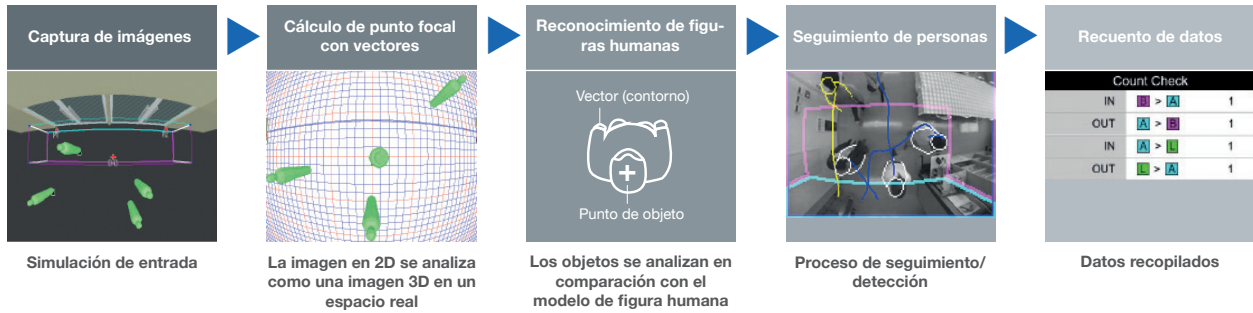 Captura de imágenes
Cálculo de punto focal
con vectores
Reconocimiento de figu-
ras humanas
Seguimiento de personas
Recuento de datos
Vector (contorno)
Punto de objeto
Count Check
IN B > A 1
OUT A > B 1
IN A > L 1
OUT L > A 1
Simulación de entrada
La imagen en 2D se analiza
como una imagen 3D en un
espacio real
Los objetos se analizan en
comparación con el
modelo de figura humana
Proceso de seguimiento/
detección
Datos recopilados